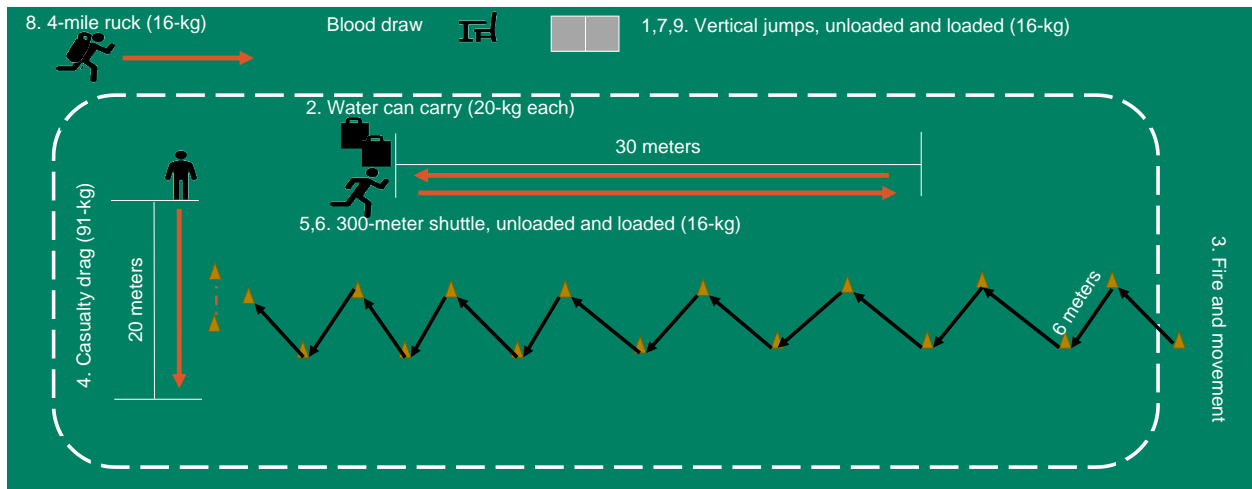 8. 4-mile ruck (16-kg)
Blood draw
1,7,9. Vertical jumps, unloaded and loaded (16-kg)
2. Water can carry (20-kg each)
30 meters
5,6. 300-meter shuttle, unloaded and loaded (16-kg)
4. Casualty drag (91-kg)
20 meters
6 meters
3. Fire and movement